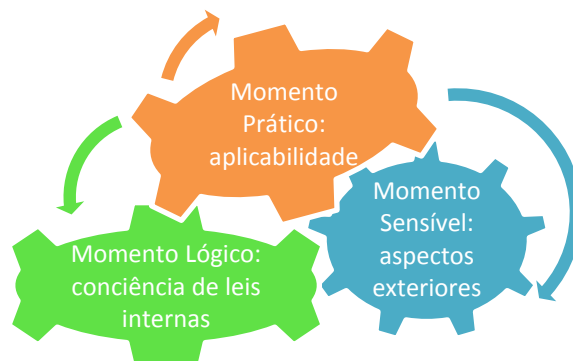 Momento
Prático:
aplicabilidade
Momento Lógico:
conciência de leis
internas
Momento
Sensível:
aspectos
exteriores